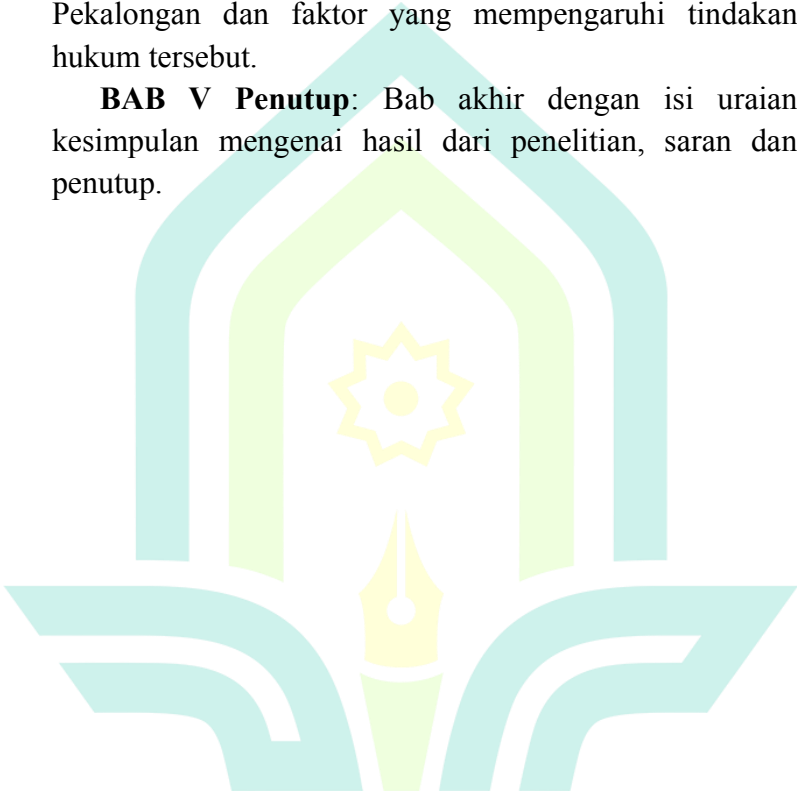 Pekalongan dan faktor yang mempengaruhi tindakan
hukum tersebut.
BAB V Penutup: Bab akhir dengan isi uraian
kesimpulan mengenai hasil dari penelitian, saran dan
penutup.